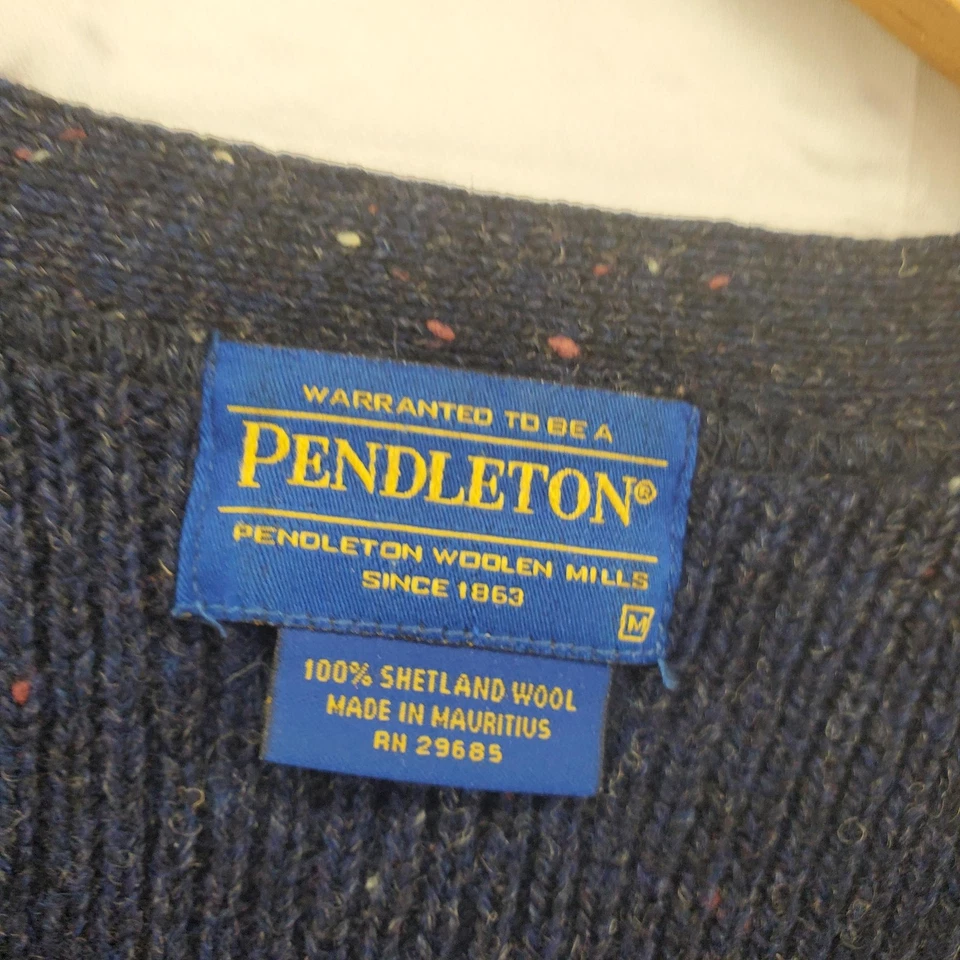 WARRANTED TO BE A
PENDLETON®
PENDLETON WOOLEN MILLS
SINCE 1863
M
100% SHETLAND WOOL
MADE IN MAURITIUS
RN 29685